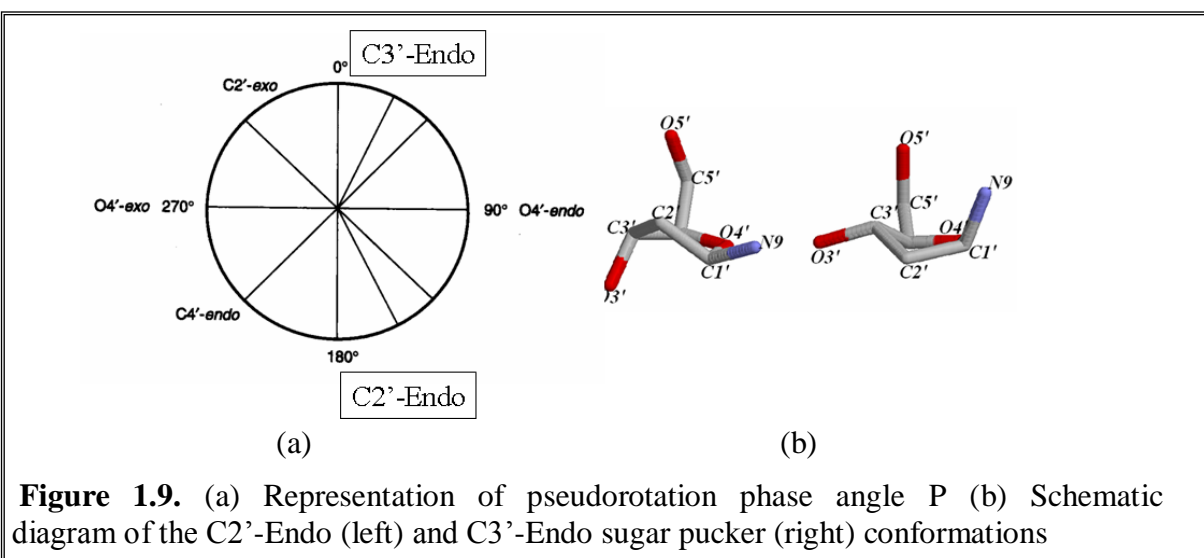 C3’-Endo
0°
C2′-exo
O4′-exo 270°
90° O4′-endo
C4′-endo
180°
C2’-Endo
(a)
O5'
C5'
C2'
C3'
O4'
N9
C1'
O3'
O5'
N9
C5'
C3'
O4'
O3'
C1'
C2'
(b)
Figure 1.9. (a) Representation of pseudorotation phase angle P (b) Schematic
diagram of the C2’-Endo (left) and C3’-Endo sugar pucker (right) conformations